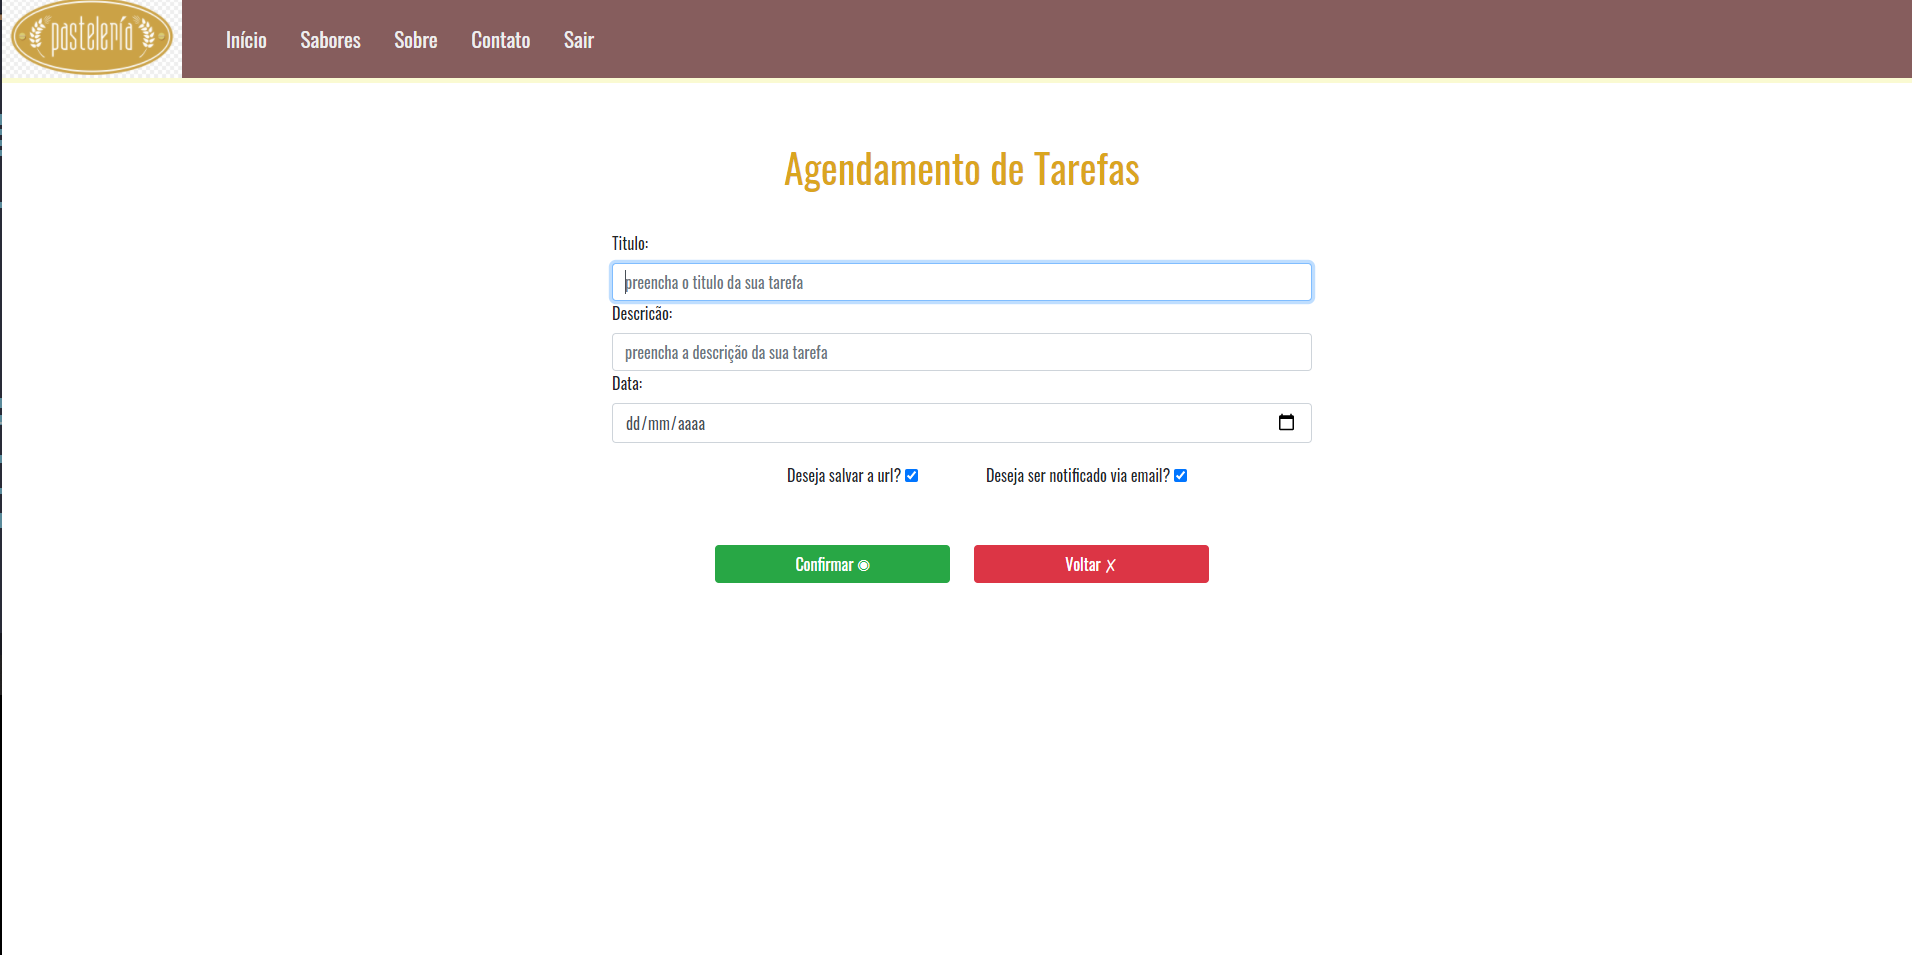 pastelería
Início Sabores Sobre Contato Sair
Agendamento de Tarefas
Titulo:
preencha o titulo da sua tarefa
Descricão:
preencha a descrição da sua tarefa
Data:
dd/mm/aaaa
Deseja salvar a url? Deseja ser notificado via email?
Confirmar ◉ Voltar ✗